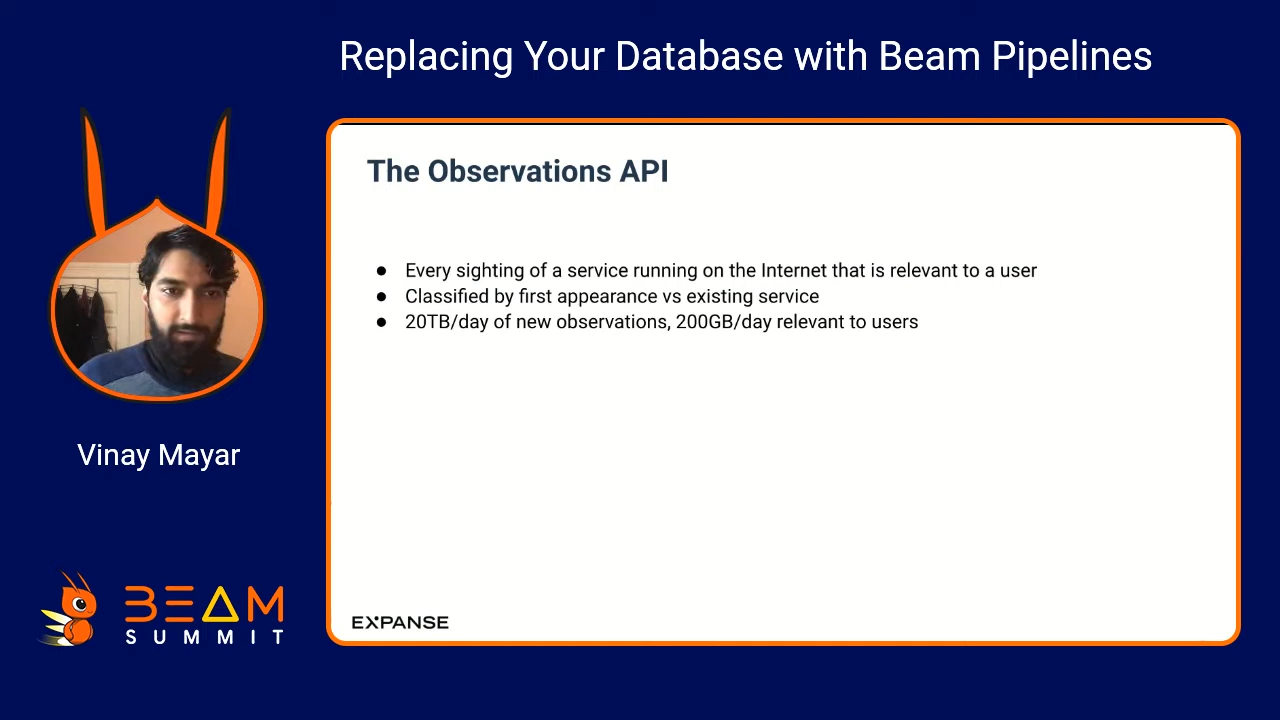 Replacing Your Database with Beam Pipelines
The Observations API
● Every sighting of a service running on the Internet that is relevant to a user
● Classified by first appearance vs existing service
● 20TB/day of new observations, 200GB/day relevant to users
Vinay Mayar
BEAM
SUMMIT
EXPANSE